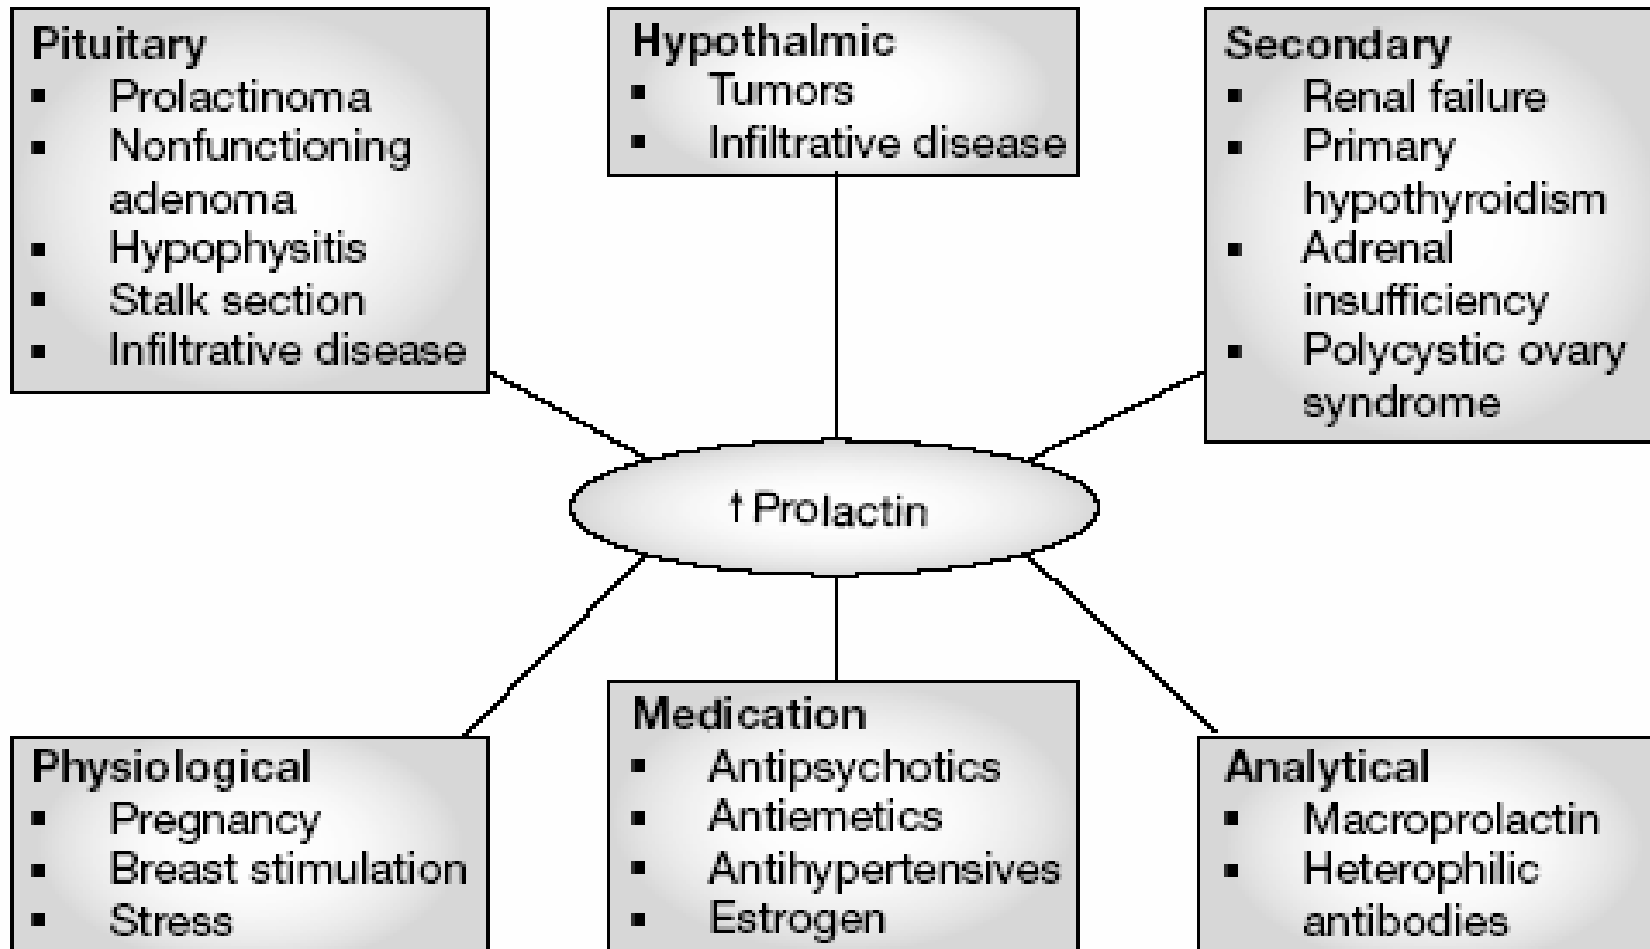 Pituitary
▪ Prolactinoma
▪ Nonfunctioning
adenoma
▪ Hypophysitis
▪ Stalk section
▪ Infiltrative disease
Hypothalmic
▪ Tumors
▪ Infiltrative disease
Secondary
▪ Renal failure
▪ Primary
hypothyroidism
▪ Adrenal
insufficiency
▪ Polycystic ovary
syndrome
↑ Prolactin
Physiological
▪ Pregnancy
▪ Breast stimulation
▪ Stress
Medication
▪ Antipsychotics
▪ Antiemetics
▪ Antihypertensives
▪ Estrogen
Analytical
▪ Macroprolactin
▪ Heterophilic
antibodies